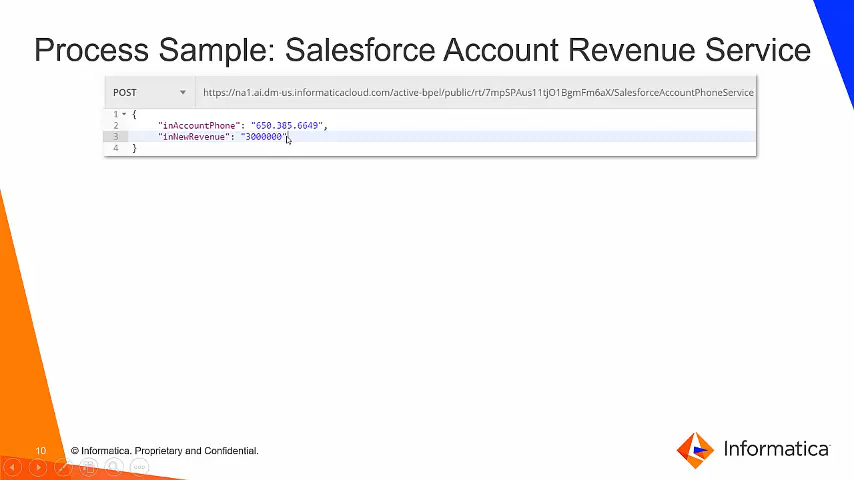 Process Sample: Salesforce Account Revenue Service
POST
https://na1.ai.dm-us.informaticacloud.com/active-bpel/public/rt/7mpSPAus11tjO1BgmFm6aX/SalesforceAccountPhoneService
1 {
2 "inAccountPhone": "650.385.6649",
3 "inNewRevenue": "3000000"
4 }
10
© Informatica. Proprietary and Confidential.
Informatica